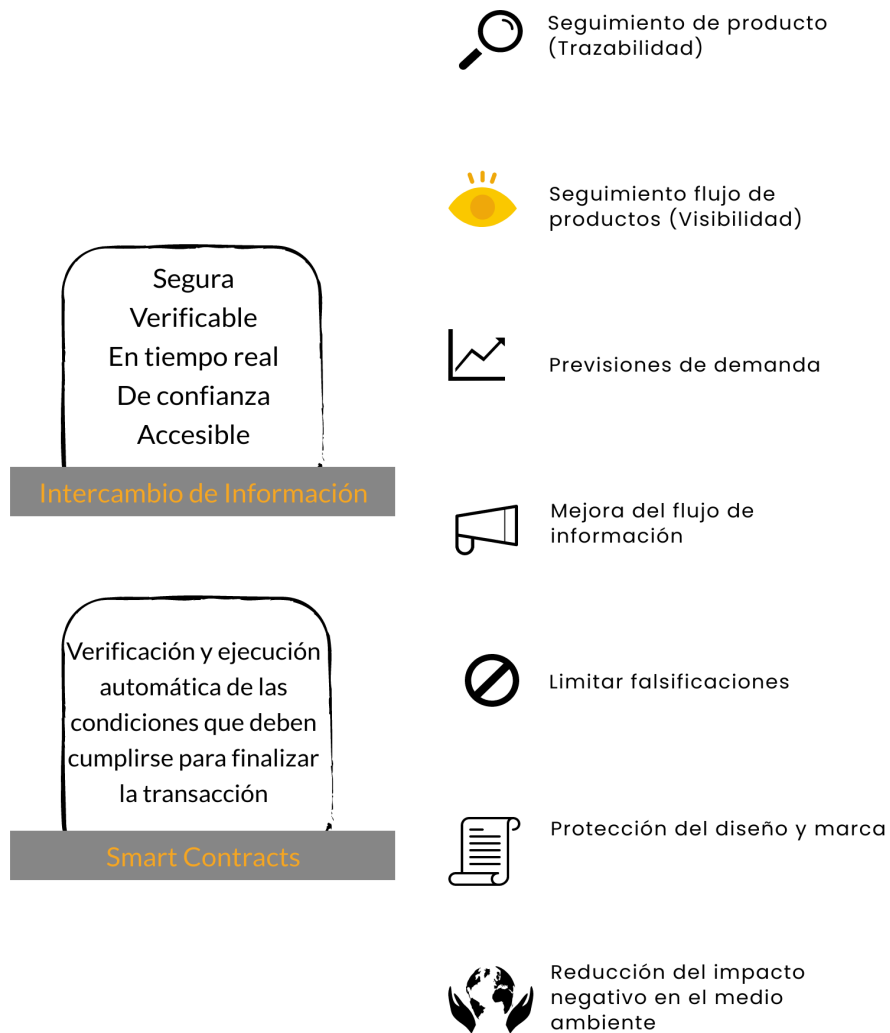 Segura
Verificable
En tiempo real
De confianza
Accesible
Intercambio de Información
Verificación y ejecución
automática de las
condiciones que deben
cumplirse para finalizar
la transacción
Smart Contracts
Seguimiento de producto
(Trazabilidad)
Seguimiento flujo de
productos (Visibilidad)
Previsiones de demanda
Mejora del flujo de
información
Limitar falsificaciones
Protección del diseño y marca
Reducción del impacto
negativo en el medio
ambiente